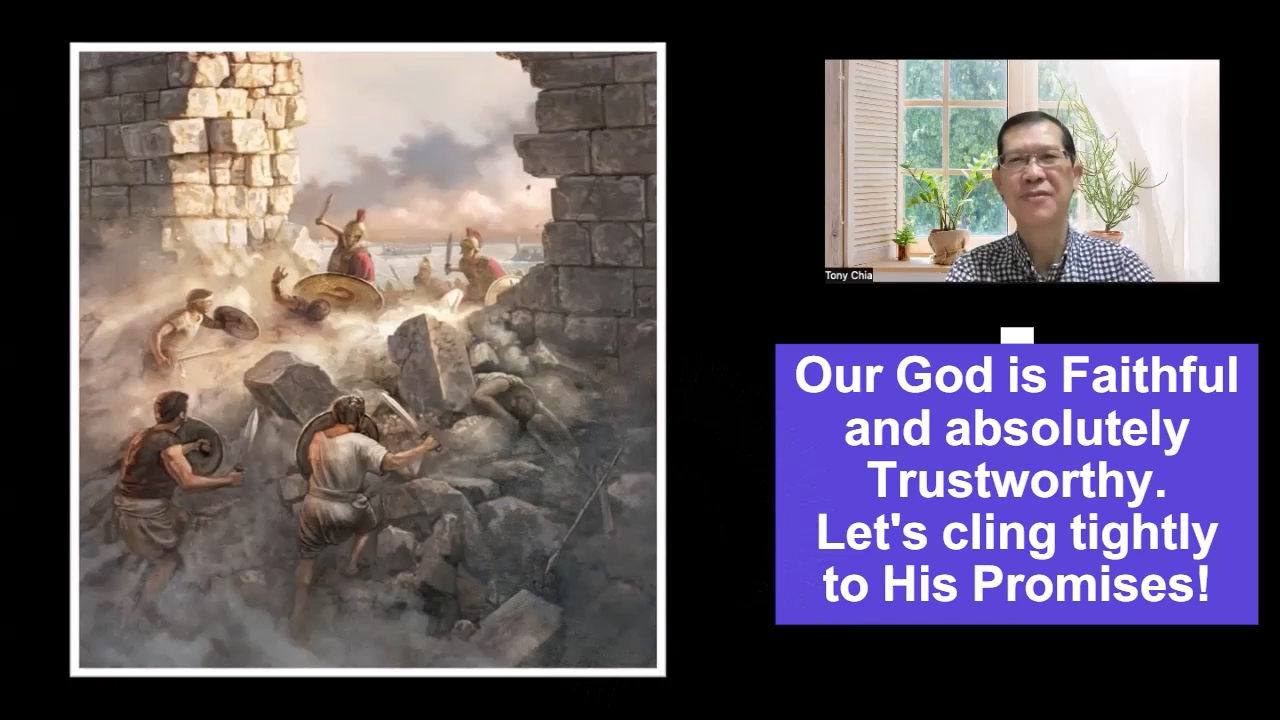 Tony Chia
Our God is Faithful
and absolutely
Trustworthy.
Let's cling tightly
to His Promises!